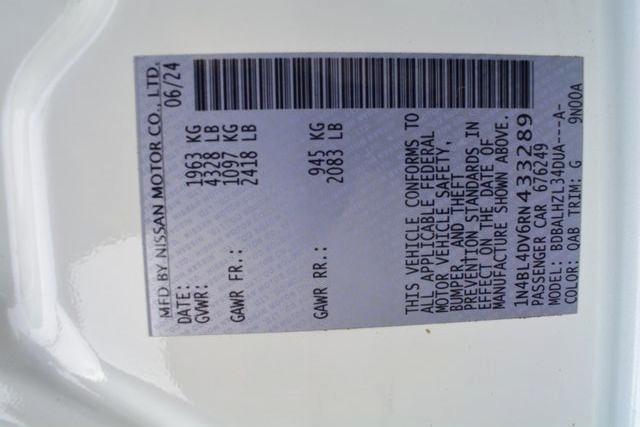 MFD BY NISSAN MOTOR CO., LTD.
DATE: 06/24
GVWR: 1963 KG
4328 LB
GAWR FR.: 1097 KG
2418 LB
GAWR RR.: 945 KG
2083 LB
THIS VEHICLE CONFORMS TO
ALL APPLICABLE FEDERAL
MOTOR VEHICLE SAFETY,
BUMPER, AND THEFT
PREVENTION STANDARDS IN
EFFECT ON THE DATE OF
MANUFACTURE SHOWN ABOVE.
1N4BL4DV6RN433289
PASSENGER CAR 676249
MODEL: BDBALHZL34DUA---A-
COLOR: QAB TRIM: G 9N00A